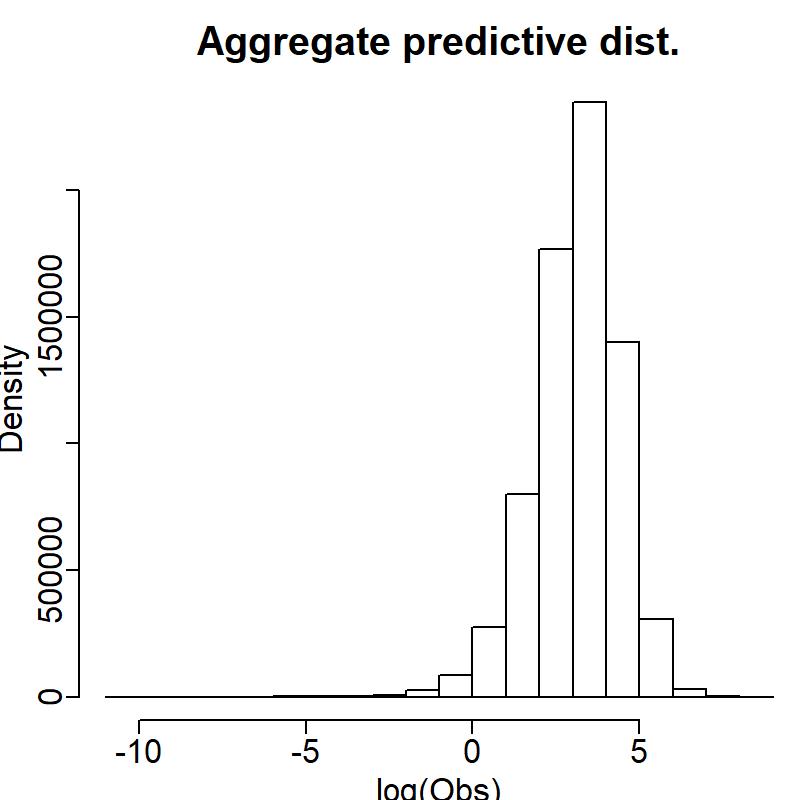 Aggregate predictive dist.
Density
1500000
500000
0
-10 -5 0 5
log(Obs)